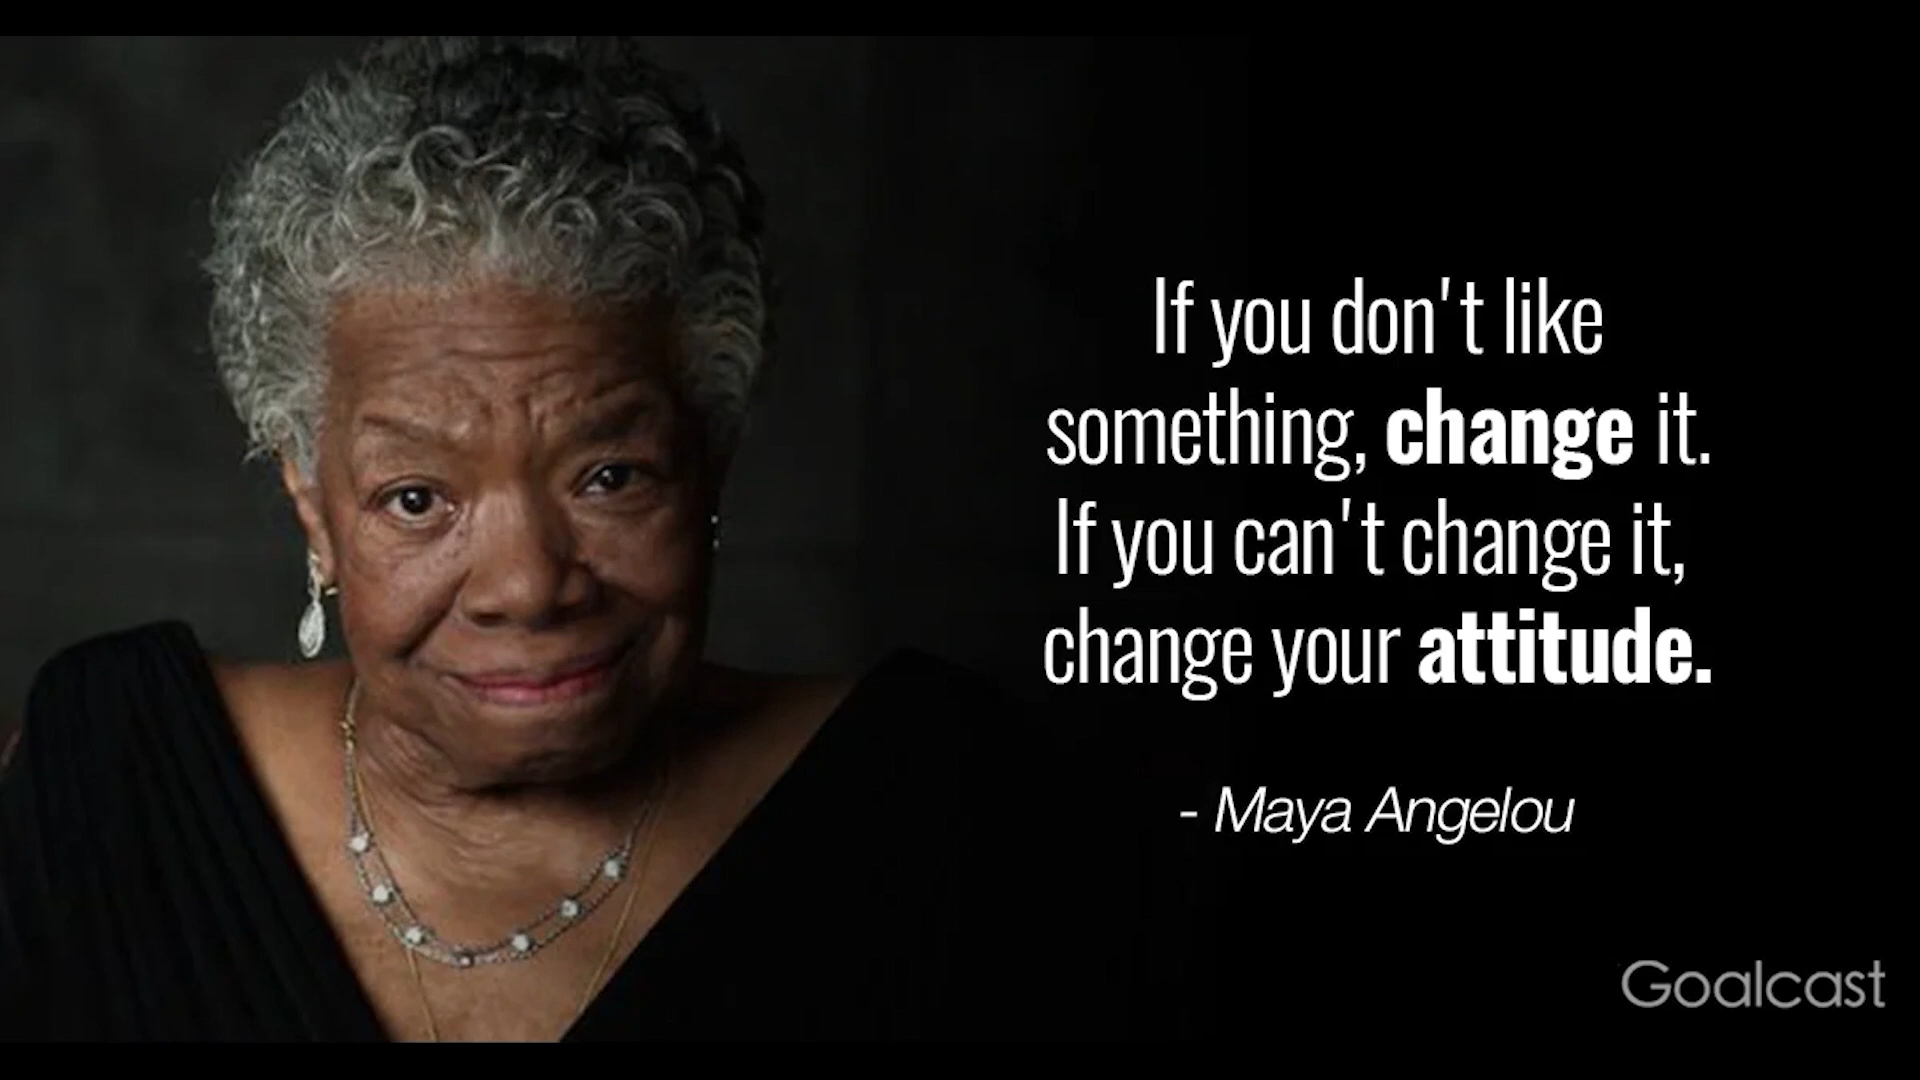 If you don't like
something, change it.
If you can't change it,
change your attitude.
- Maya Angelou
Goalcast